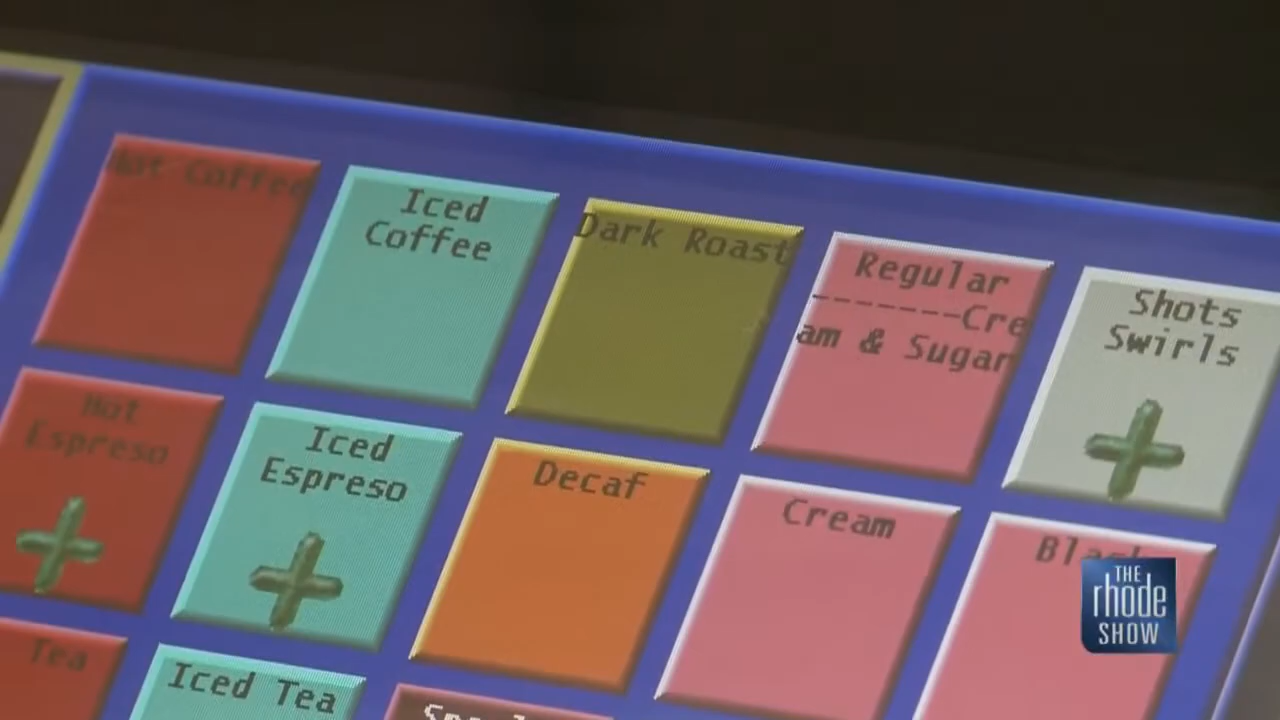 Hot Coffee
Iced
Coffee
Dark Roast
Regular
-------Cre
am & Sugar
Shots
Swirls
Hot
Espreso
Iced
Espreso
Decaf
Cream
Black
Tea
Iced Tea
THE
rhode
SHOW